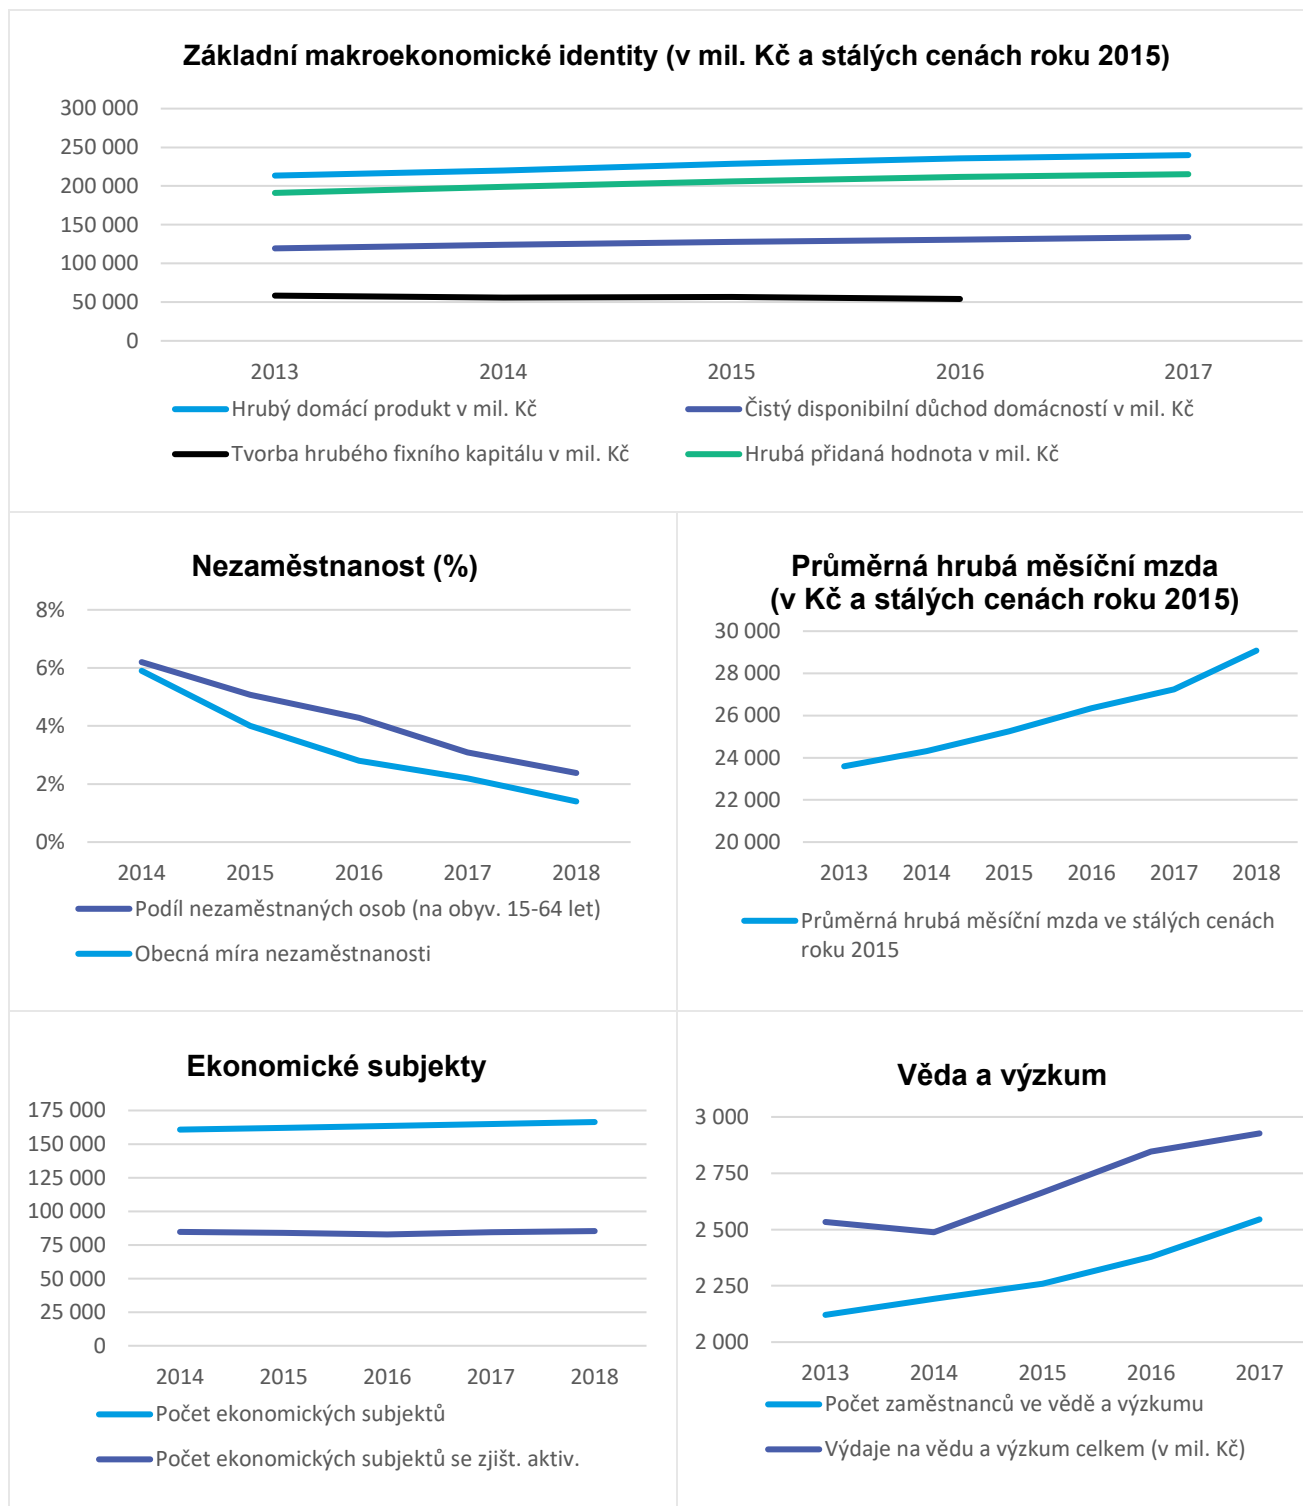 Základní makroekonomické identity (v mil. Kč a stálých cenách roku 2015)
300 000
250 000
200 000
150 000
100 000
50 000
0
2013 2014 2015 2016 2017
Hrubý domácí produkt v mil. Kč Čistý disponibilní důchod domácností v mil. Kč
Tvorba hrubého fixního kapitálu v mil. Kč Hrubá přidaná hodnota v mil. Kč
Nezaměstnanost (%)
8%
6%
4%
2%
0%
2014 2015 2016 2017 2018
Podíl nezaměstnaných osob (na obyv. 15-64 let)
Obecná míra nezaměstnanosti
Průměrná hrubá měsíční mzda
(v Kč a stálých cenách roku 2015)
30 000
28 000
26 000
24 000
22 000
20 000
2013 2014 2015 2016 2017 2018
Průměrná hrubá měsíční mzda ve stálých cenách
roku 2015
Ekonomické subjekty
175 000
150 000
125 000
100 000
75 000
50 000
25 000
0
2014 2015 2016 2017 2018
Počet ekonomických subjektů
Počet ekonomických subjektů se zjišt. aktiv.
Věda a výzkum
3 000
2 750
2 500
2 250
2 000
2013 2014 2015 2016 2017
Počet zaměstnanců ve vědě a výzkumu
Výdaje na vědu a výzkum celkem (v mil. Kč)